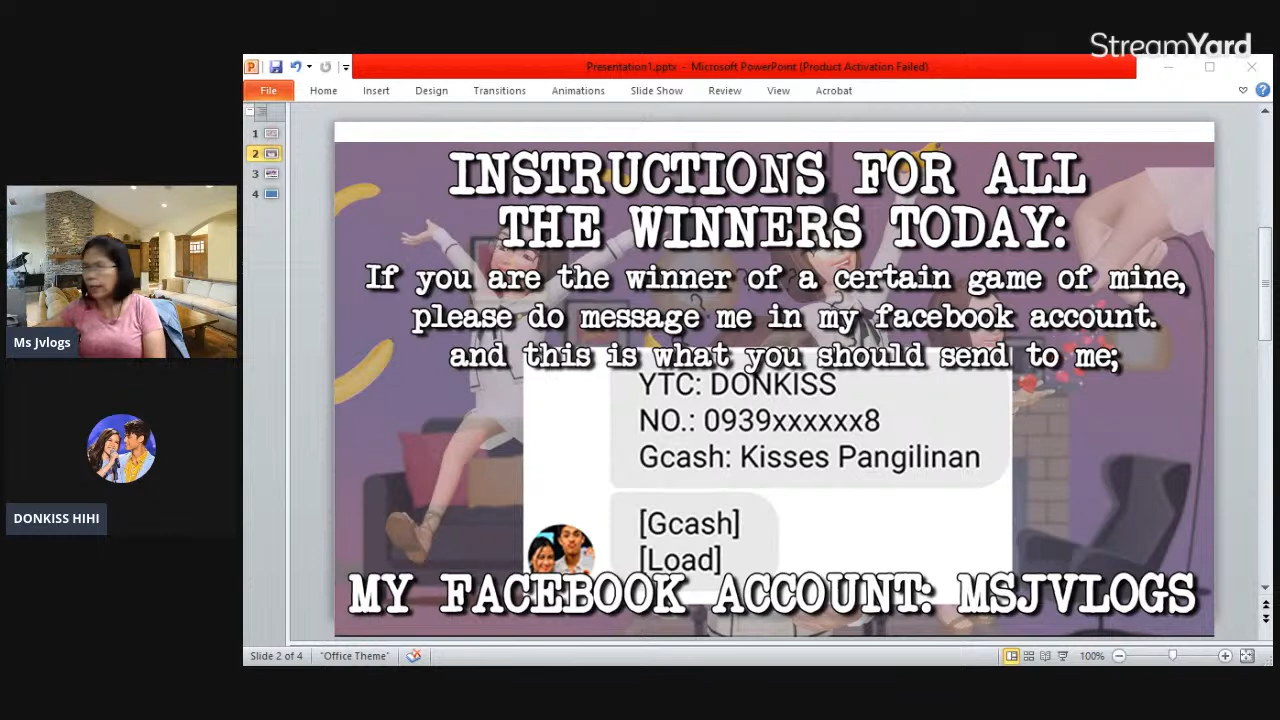 StreamYard
Presentation1.pptx - Microsoft PowerPoint (Product Activation Failed)
File Home Insert Design Transitions Animations Slide Show Review View Acrobat
1
2
3
4
INSTRUCTIONS FOR ALL
THE WINNERS TODAY:
If you are the winner of a certain game of mine,
please do message me in my facebook account.
and this is what you should send to me;
YTC: DONKISS
NO.: 0939xxxxxx8
Gcash: Kisses Pangilinan
[Gcash]
[Load]
MY FACEBOOK ACCOUNT: MSJVLOGS
Ms Jvlogs
DONKISS HIHI
Slide 2 of 4 "Office Theme" 100%